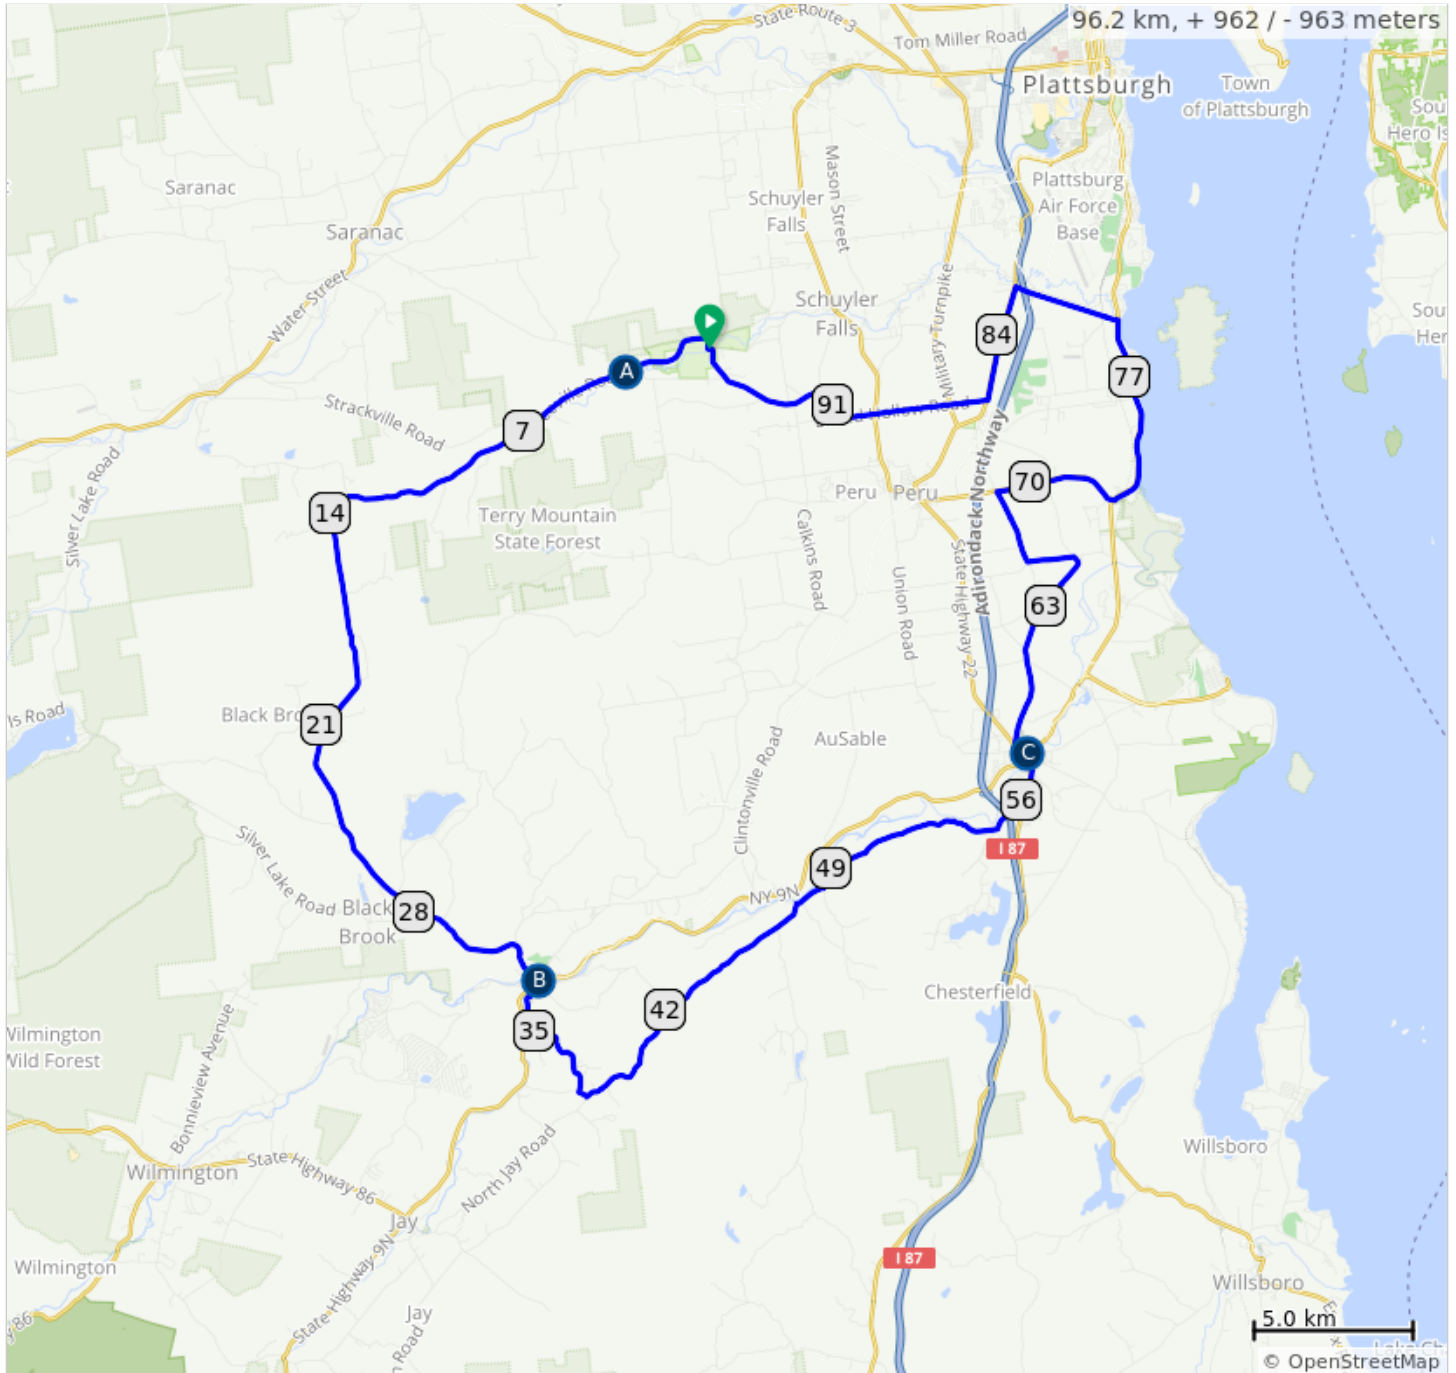 96.2 km, + 962 / - 963 meters
State Route 3
Tom Miller Road
Plattsburgh
Town
of Plattsburgh
Hero Is
Saranac
Mason Street
Plattsburg
Air Force
Base
Schuyler
Falls
Saranac
Water Street
Military Turnpike
Schuyler
Falls
84
77
A
91
Strackville Road
7
Silver Lake Road
14
Terry Mountain
State Forest
Peru
Peru
70
Adirondack Northway
Calkins Road
State Highway 22
Union Road
63
ls Road
21
AuSable
C
Clintonville Road
56
I 87
49
Silver Lake Road
NY 9N
Black
Brook
28
B
Chesterfield
42
35
Wilmington
Wild Forest
Bonnieview Avenue
Willsboro
Wilmington
State Highway 86
North Jay Road
Jay
State Highway 9N
I 87
Wilmington
Willsboro
Jay
5.0 km
© OpenStreetMap